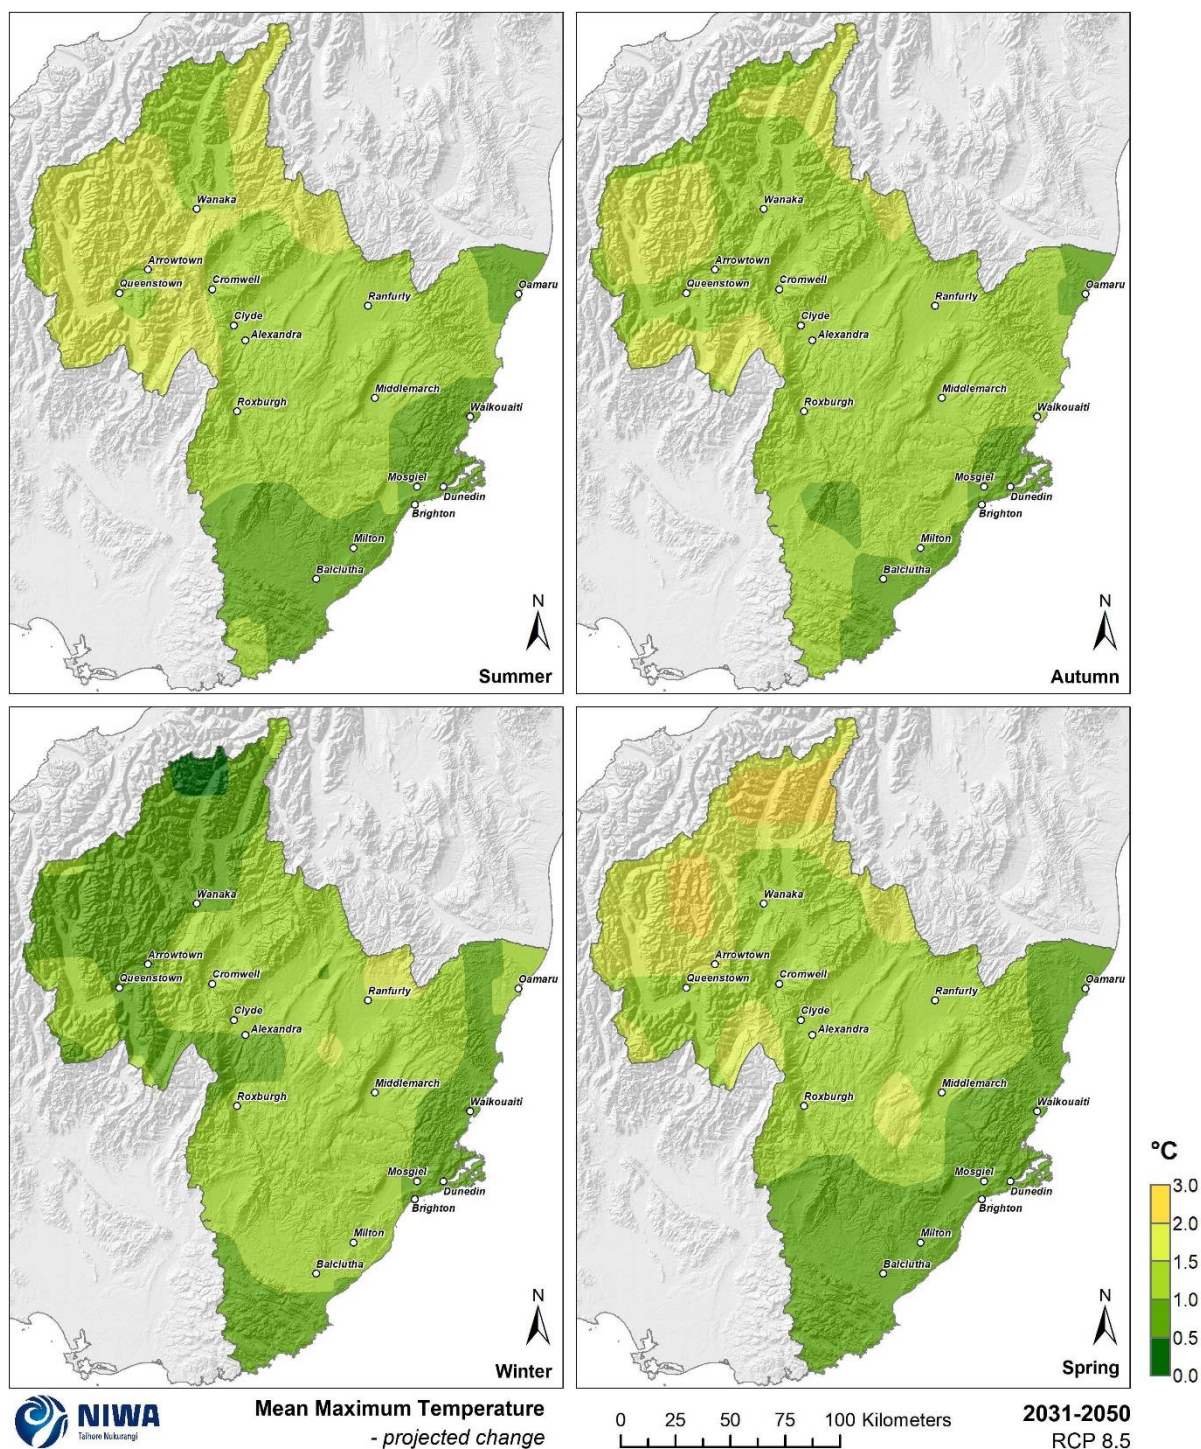 Wanaka
Arrowtown
Queenstown
Cromwell
Oamaru
Ranfurly
Clyde
Alexandra
Middlemarch
Roxburgh
Waikouaiti
Mosgiel
Dunedin
Brighton
Milton
Balclutha
N
Summer
Wanaka
Arrowtown
Queenstown
Cromwell
Oamaru
Ranfurly
Clyde
Alexandra
Middlemarch
Roxburgh
Waikouaiti
Mosgiel
Dunedin
Brighton
Milton
Balclutha
N
Autumn
Wanaka
Arrowtown
Queenstown
Cromwell
Oamaru
Ranfurly
Clyde
Alexandra
Middlemarch
Roxburgh
Waikouaiti
Mosgiel
Dunedin
Brighton
Milton
Balclutha
N
Winter
Wanaka
Arrowtown
Queenstown
Cromwell
Oamaru
Ranfurly
Clyde
Alexandra
Middlemarch
Roxburgh
Waikouaiti
Mosgiel
Dunedin
Brighton
Milton
Balclutha
N
Spring
°C
3.0
2.0
1.5
1.0
0.5
0.0
NIWA
Taihoro Nukurangi
Mean Maximum Temperature
- projected change
0 25 50 75 100 Kilometers
2031-2050
RCP 8.5